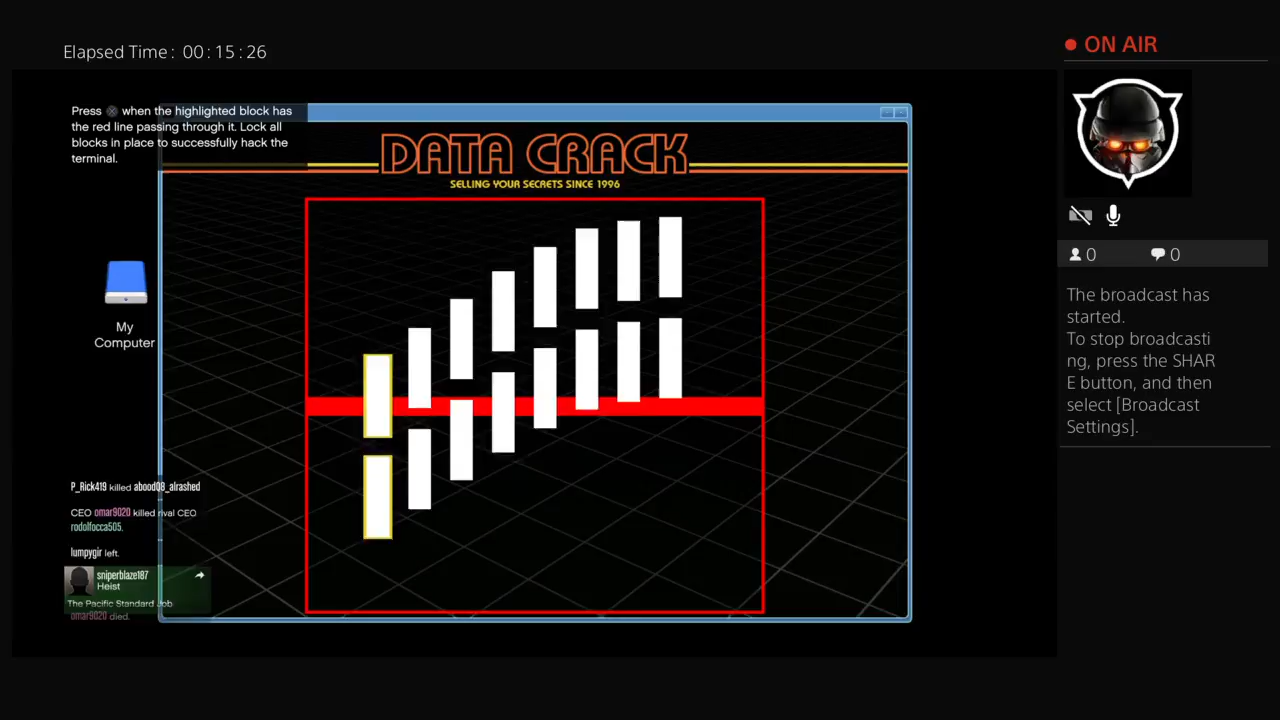 Elapsed Time: 00:15:26
ON AIR
Press ⊗ when the highlighted block has
the red line passing through it. Lock all
blocks in place to successfully hack the
terminal.
DATA CRACK
SELLING YOUR SECRETS SINCE 1996
0 0
My
Computer
The broadcast has
started.
To stop broadcasti
ng, press the SHAR
E button, and then
select [Broadcast
Settings].
P_Rick419 killed abood08_alrashed
CEO omar9020 killed rival CEO
rodolfocca505.
lumpygir left.
sniperblaze187
Heist
The Pacific Standard Job
omar9020 died.